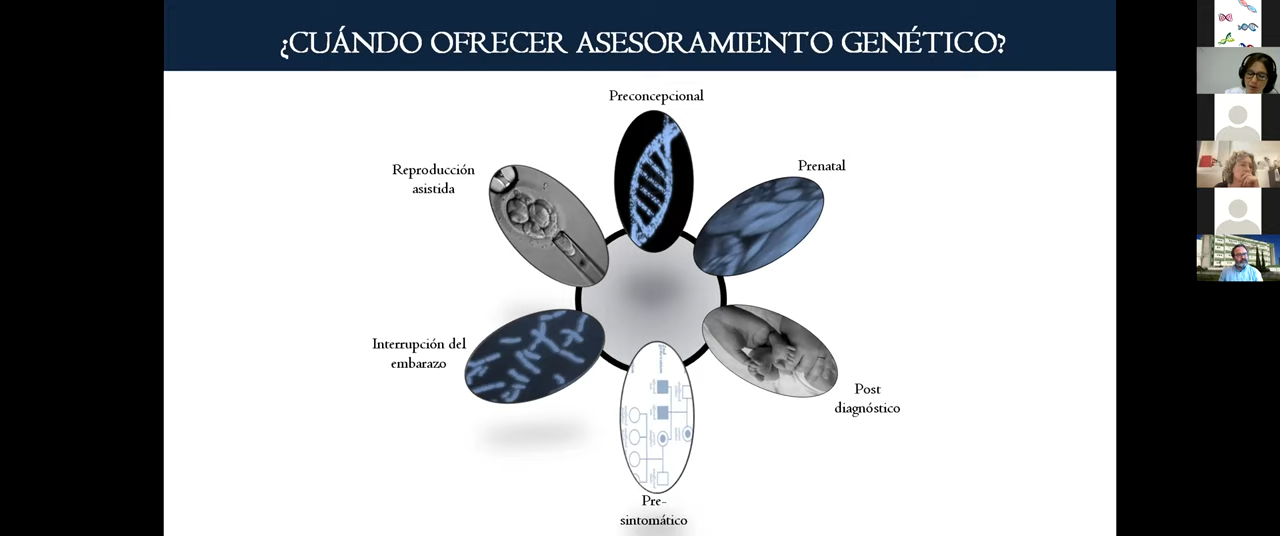 ¿CUÁNDO OFRECER ASESORAMIENTO GENÉTICO?
Preconcepcional
Prenatal
Reproducción
asistida
Interrupción del
embarazo
Post
diagnóstico
Pre-
sintomático